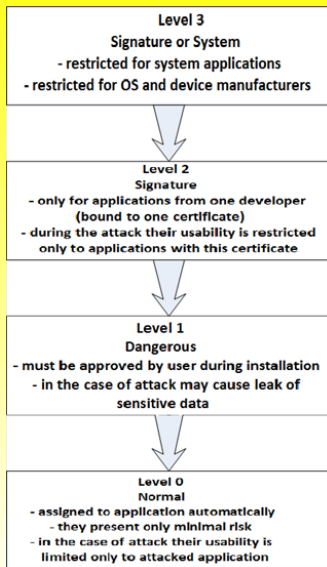 Level 3
Signature or System
- restricted for system applications
- restricted for OS and device manufacturers
Level 2
Signature
- only for applications from one developer
(bound to one certificate)
- during the attack their usability is restricted
only to applications with this certificate
Level 1
Dangerous
- must be approved by user during installation
- in the case of attack may cause leak of
sensitive data
Level 0
Normal
- assigned to application automatically
- they present only minimal risk
- in the case of attack their usability is
limited only to attacked application